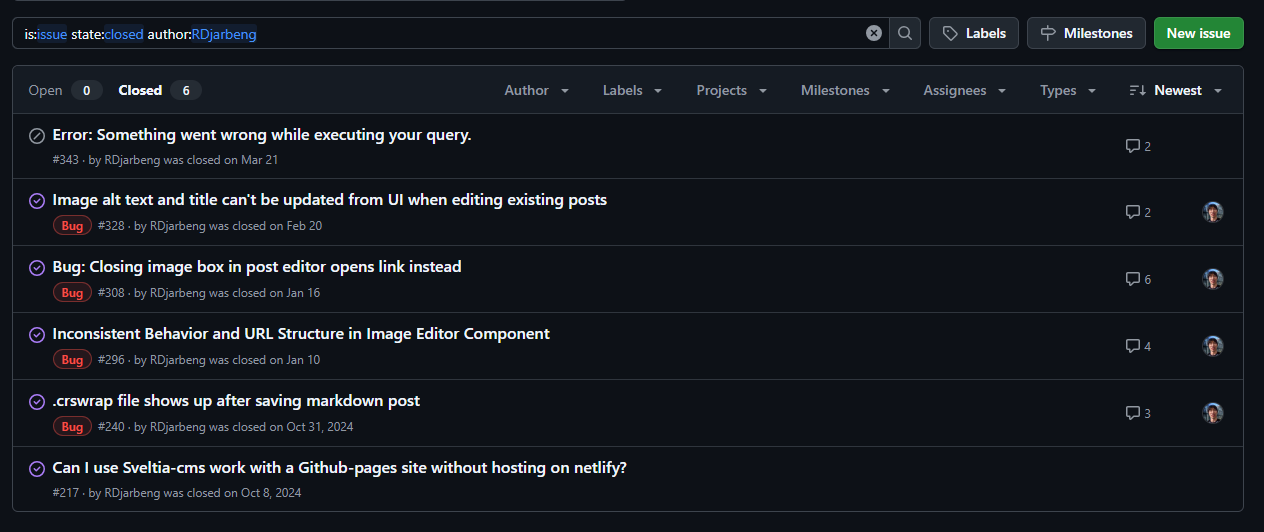 is:issue state:closed author:RDjarbeng
Labels
Milestones
New issue
Open 0 Closed 6 Author Labels Projects Milestones Assignees Types Newest
Error: Something went wrong while executing your query.
#343 · by RDjarbeng was closed on Mar 21
2
Image alt text and title can't be updated from UI when editing existing posts
Bug #328 · by RDjarbeng was closed on Feb 20
2
Bug: Closing image box in post editor opens link instead
Bug #308 · by RDjarbeng was closed on Jan 16
6
Inconsistent Behavior and URL Structure in Image Editor Component
Bug #296 · by RDjarbeng was closed on Jan 10
4
.crswrap file shows up after saving markdown post
Bug #240 · by RDjarbeng was closed on Oct 31, 2024
3
Can I use Sveltia-cms work with a Github-pages site without hosting on netlify?
#217 · by RDjarbeng was closed on Oct 8, 2024